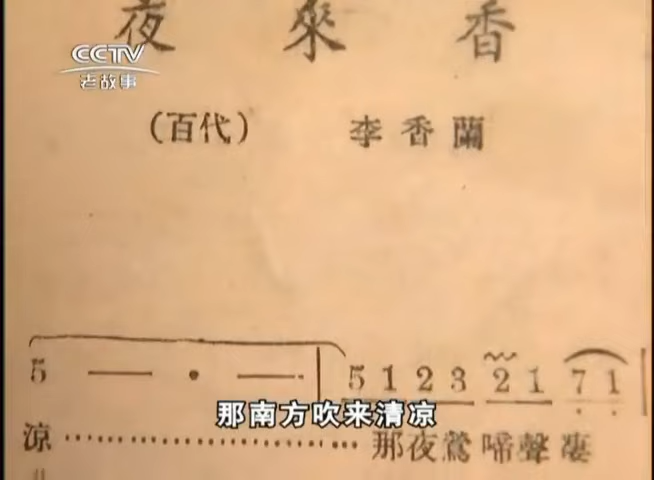 夜來香
CCTV
老故事
(百代) 李香蘭
5 — · — · | 5 1 2 3 2 1 7 1
那南方吹来清凉
涼………………… 那夜鶯啼聲凄